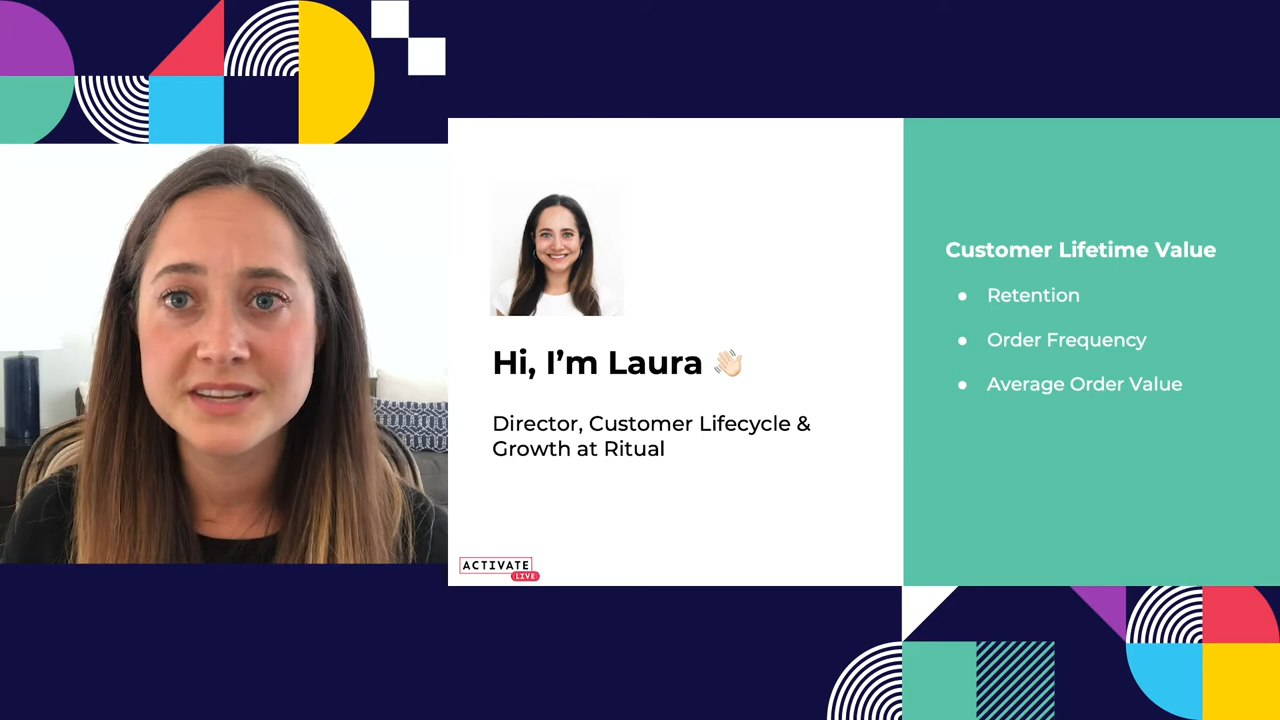 Hi, I'm Laura 👋🏻
Director, Customer Lifecycle &
Growth at Ritual
ACTIVATE
LIVE
Customer Lifetime Value
● Retention
● Order Frequency
● Average Order Value